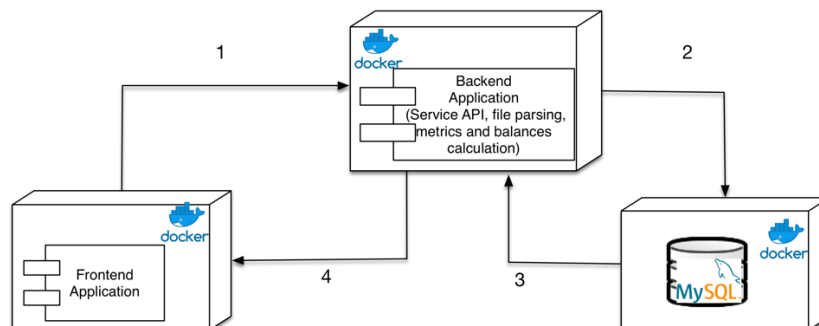 1
docker
Backend
Application
(Service API, file parsing,
metrics and balances
calculation)
2
docker
Frontend
Application
4
3
docker
MySQL